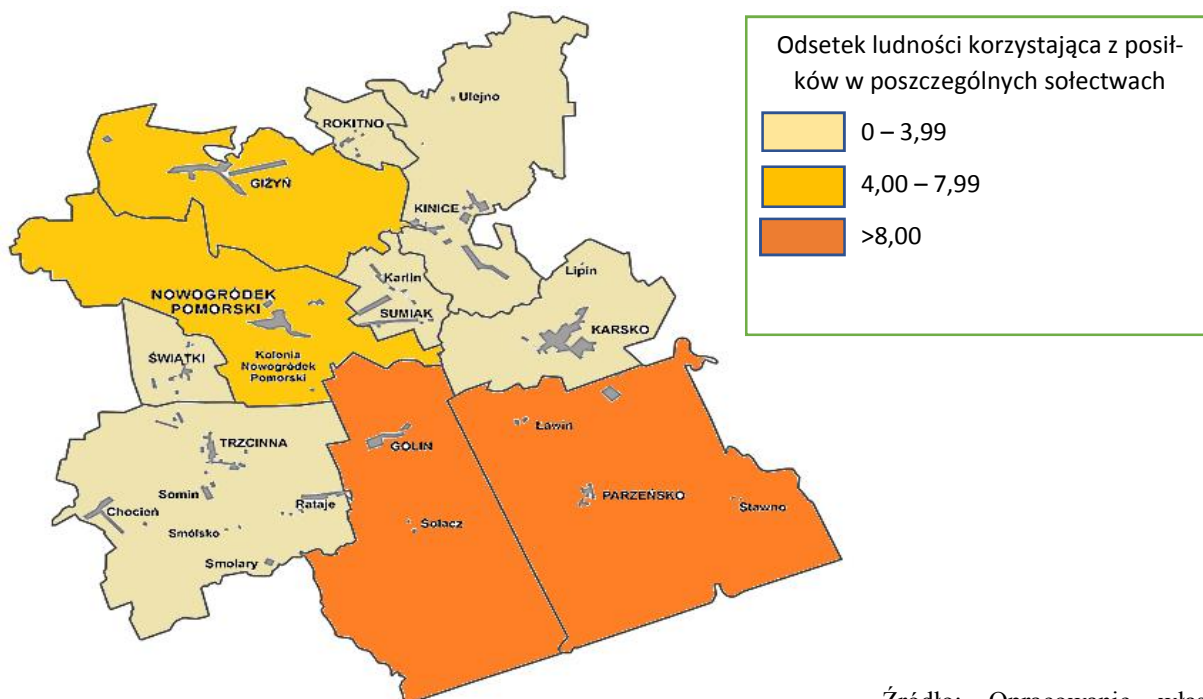 Odsetek ludności korzystająca z posił-
ków w poszczególnych sołectwach
0 – 3,99
4,00 – 7,99
>8,00
Ulejno
ROKITNO
GIŻYŃ
KINICE
Lipin
Karlin
NOWOGRÓDEK
POMORSKI
SUMIAK
KARSKO
ŚWIĄTKI
Kolonia
Nowogródek
Pomorski
Ławin
TRZCINNA
GOLIN
Somin
Rataje
PARZEŃSKO
Stawno
Chocień
Smólsko
Sołacz
Smolary
Źródło: Opracowanie